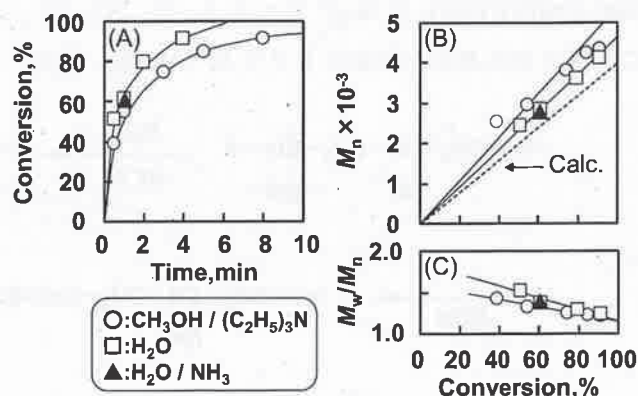 (A)
Conversion,%
100
80
60
40
20
0
0 2 4 6 8 10
Time,min
○:CH₃OH / (C₂H₅)₃N
□:H₂O
▲:H₂O / NH₃
(B)
Mₙ × 10⁻³
5
4
3
2
1
0
Calc.
(C)
M_w/Mₙ
2.0
1.0
0 20 40 60 80 100
Conversion,%